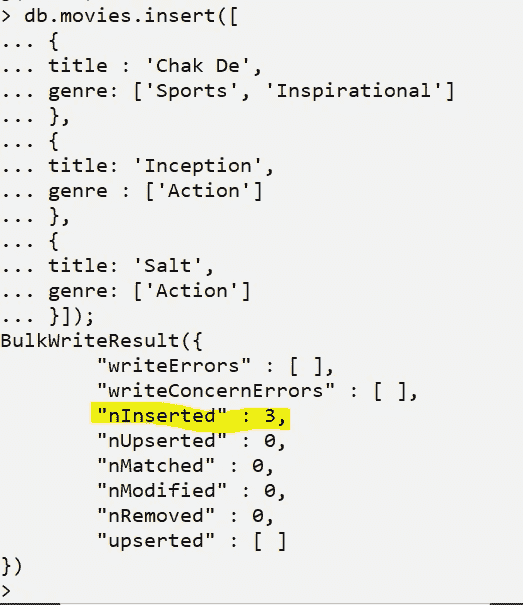 > db.movies.insert([
... {
... title : 'Chak De',
... genre: ['Sports', 'Inspirational']
... },
... {
... title: 'Inception',
... genre : ['Action']
... },
... {
... title: 'Salt',
... genre: ['Action']
... }]);
BulkWriteResult({
        "writeErrors" : [ ],
        "writeConcernErrors" : [ ],
        "nInserted" : 3,
        "nUpserted" : 0,
        "nMatched" : 0,
        "nModified" : 0,
        "nRemoved" : 0,
        "upserted" : [ ]
})
>